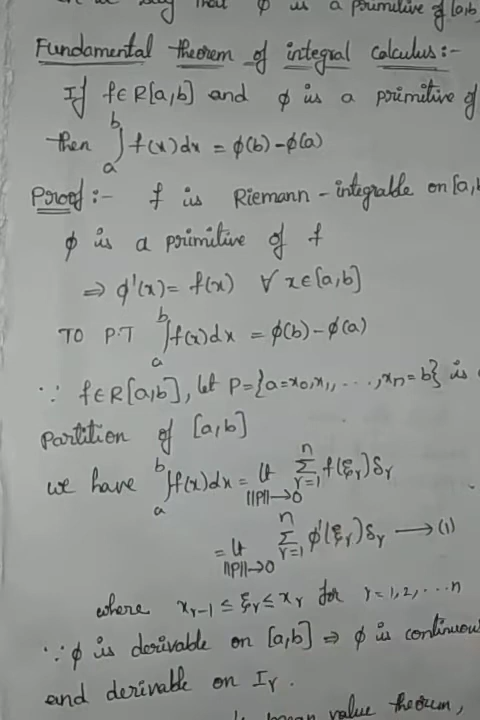 say that ϕ is a primitive of [a,b]
Fundamental theorem of integral calculus:-
If f∈R[a,b] and ϕ is a primitive of
then ∫_a^b f(x)dx = ϕ(b)-ϕ(a)
Proof:- f is Riemann-integrable on [a,b
ϕ is a primitive of f
⇒ ϕ'(x)= f(x) ∀ x∈[a,b]
TO P.T ∫_a^b f(x)dx = ϕ(b)-ϕ(a)
∵ f∈R[a,b], let P={a=x₀,x₁,.....,xₙ=b} is
partition of [a,b]
we have ∫_a^b f(x)dx = lt_{||P||→0} Σ_{r=1}^n f(ξᵣ)δᵣ
= lt_{||P||→0} Σ_{r=1}^n ϕ'(ξᵣ)δᵣ ⟶(1)
where xᵣ₋₁ ≤ ξᵣ ≤ xᵣ for r=1,2,...n
∵ ϕ is derivable on [a,b] ⇒ ϕ is continuous
and derivable on Iᵣ.
mean value theorem,